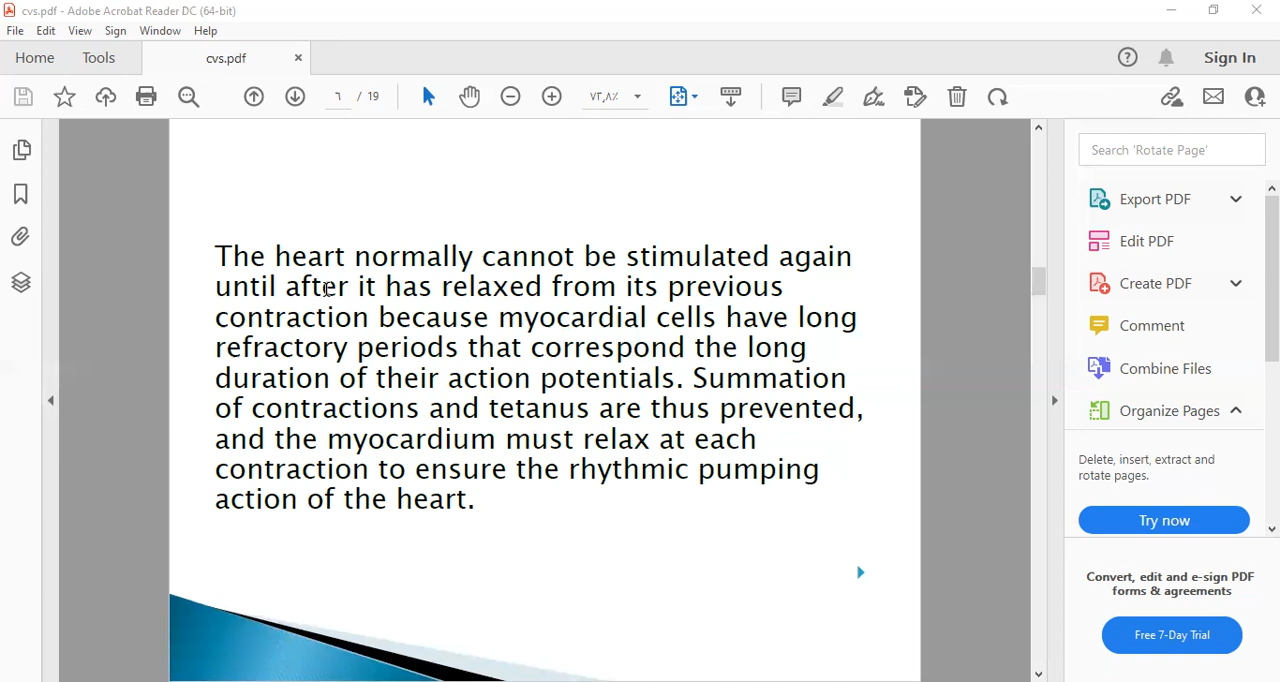 cvs.pdf - Adobe Acrobat Reader DC (64-bit)
File Edit View Sign Window Help
Home Tools cvs.pdf Sign In
٦ / 19 ٧٣,٨٪
Search 'Rotate Page'
Export PDF
Edit PDF
Create PDF
Comment
Combine Files
Organize Pages
Delete, insert, extract and
rotate pages.
Try now
Convert, edit and e-sign PDF
forms & agreements
Free 7-Day Trial
The heart normally cannot be stimulated again
until after it has relaxed from its previous
contraction because myocardial cells have long
refractory periods that correspond the long
duration of their action potentials. Summation
of contractions and tetanus are thus prevented,
and the myocardium must relax at each
contraction to ensure the rhythmic pumping
action of the heart.